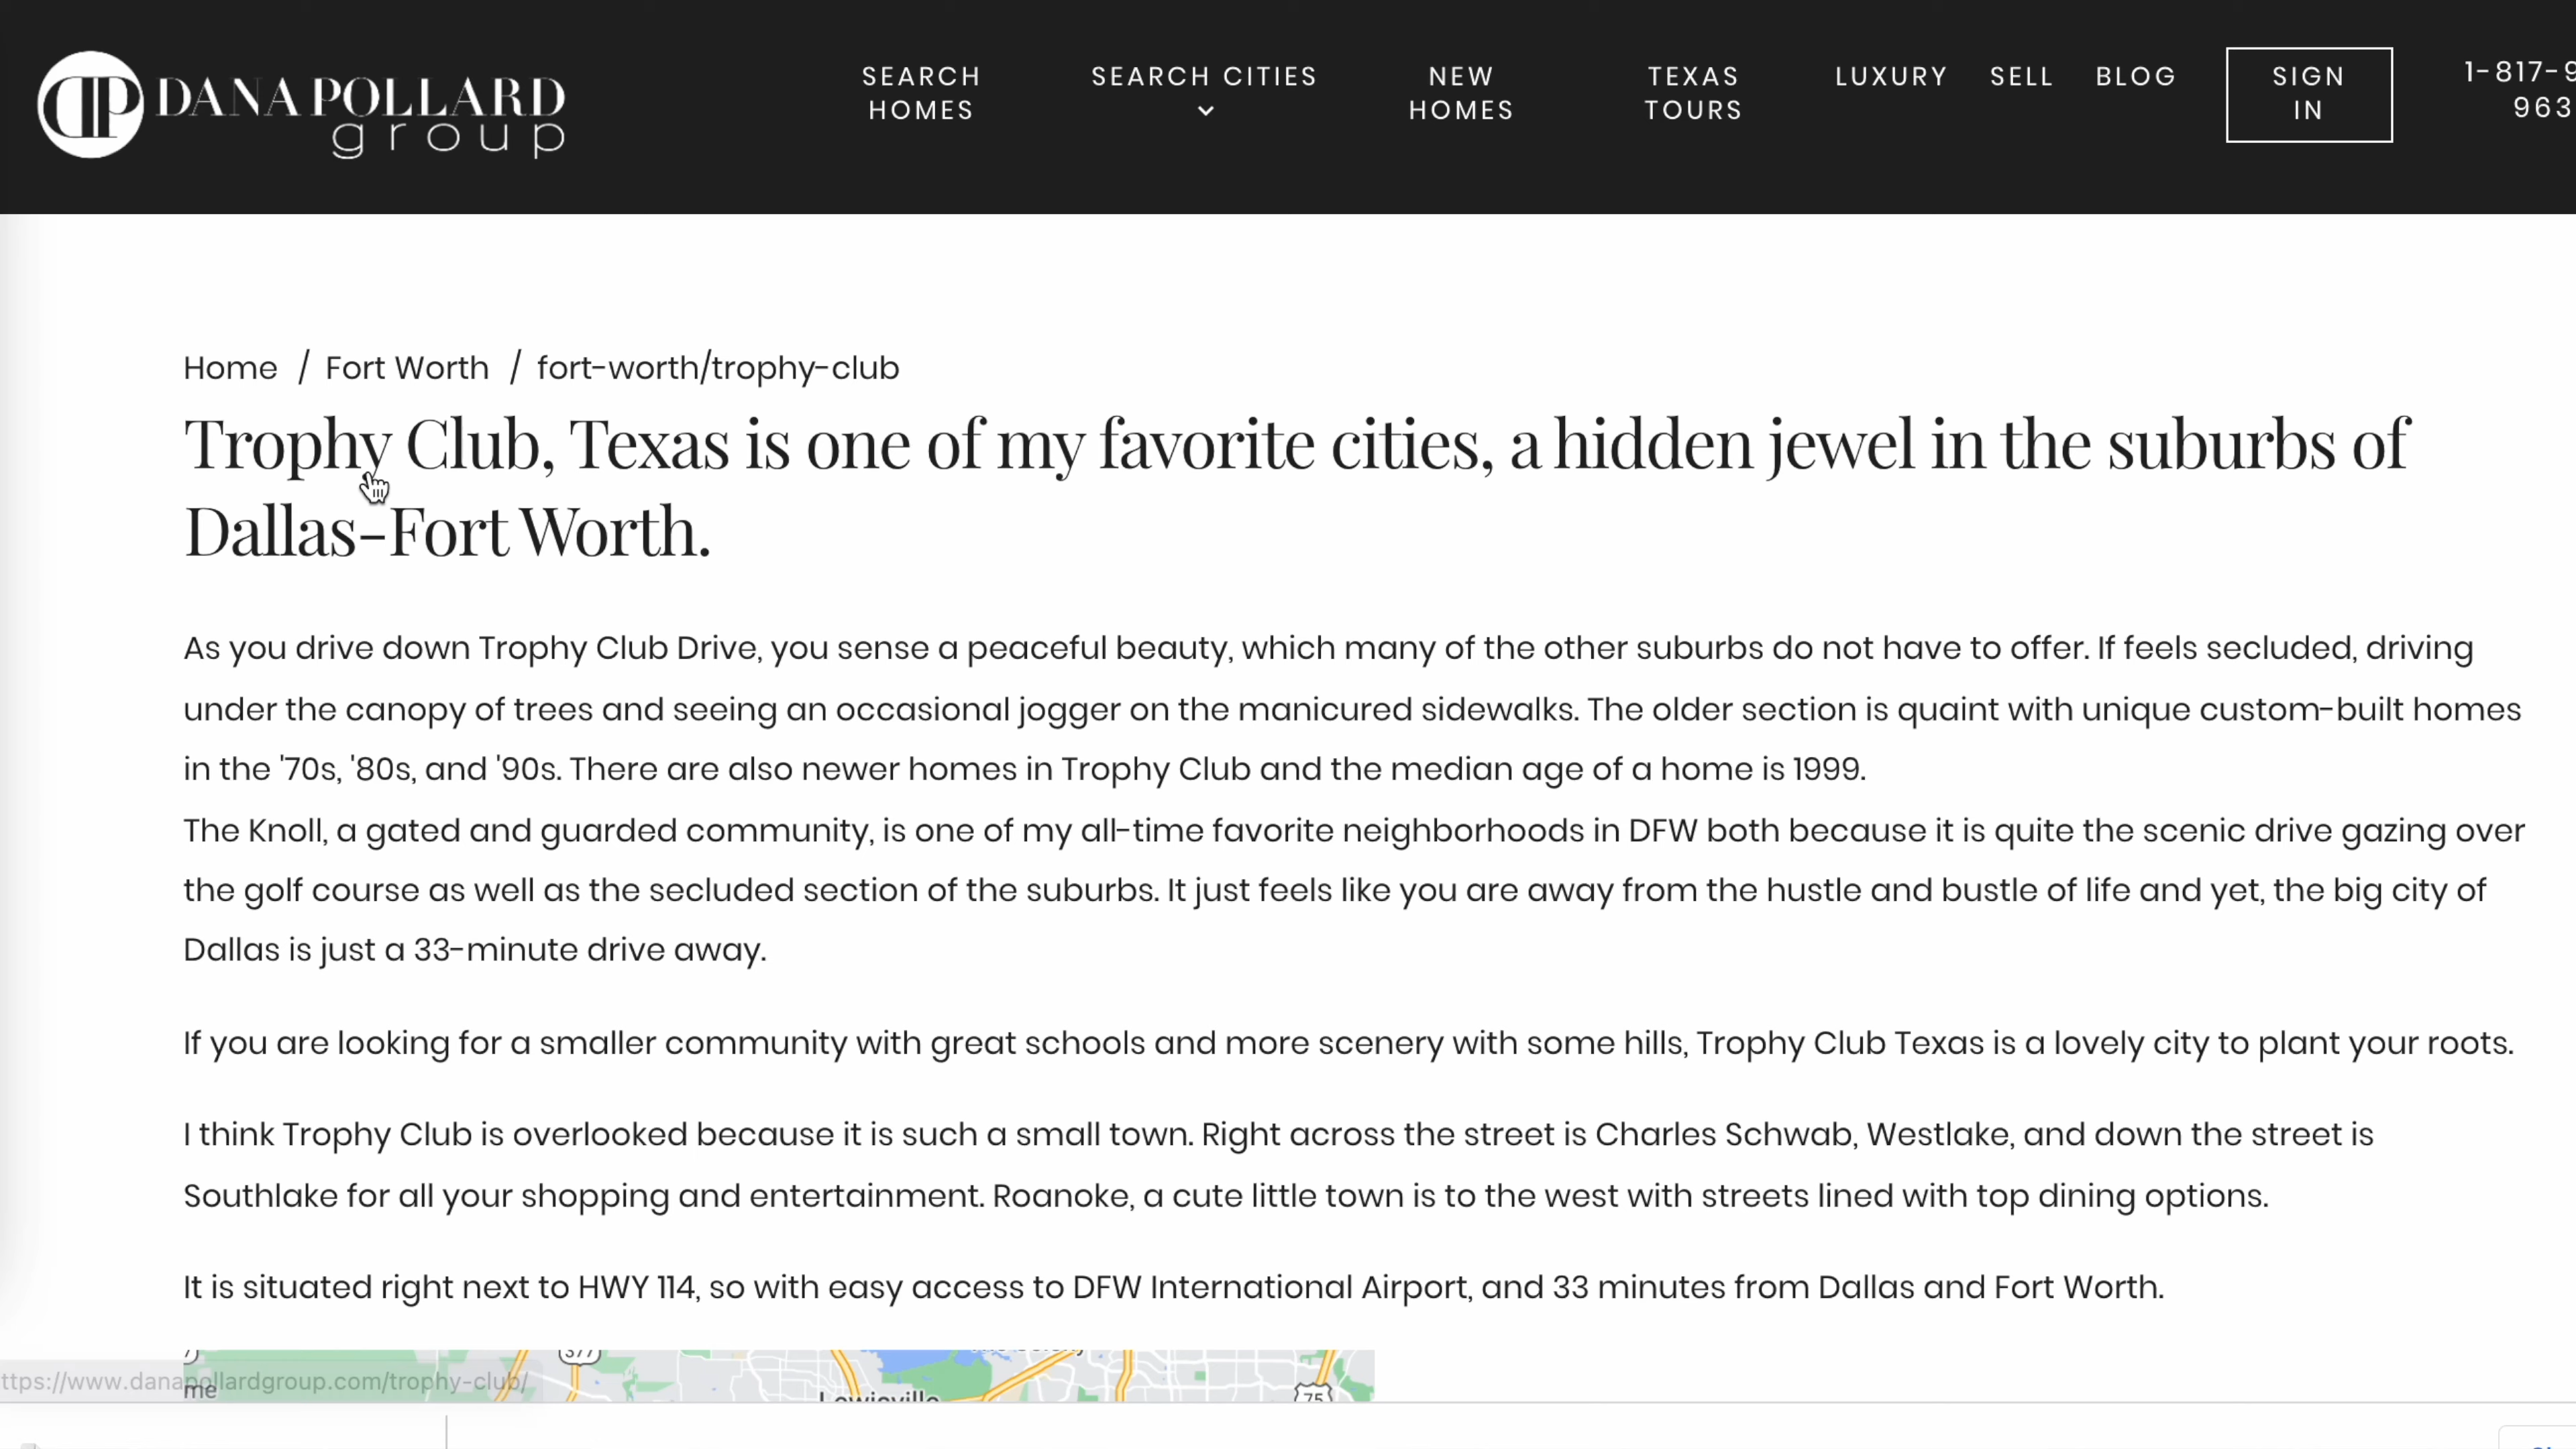 DANA POLLARD
group
SEARCH
HOMES
SEARCH CITIES
NEW
HOMES
TEXAS
TOURS
LUXURY
SELL
BLOG
SIGN
IN
1-817-9
963
Home / Fort Worth / fort-worth/trophy-club
Trophy Club, Texas is one of my favorite cities, a hidden jewel in the suburbs of
Dallas-Fort Worth.
As you drive down Trophy Club Drive, you sense a peaceful beauty, which many of the other suburbs do not have to offer. If feels secluded, driving
under the canopy of trees and seeing an occasional jogger on the manicured sidewalks. The older section is quaint with unique custom-built homes
in the '70s, '80s, and '90s. There are also newer homes in Trophy Club and the median age of a home is 1999.
The Knoll, a gated and guarded community, is one of my all-time favorite neighborhoods in DFW both because it is quite the scenic drive gazing over
the golf course as well as the secluded section of the suburbs. It just feels like you are away from the hustle and bustle of life and yet, the big city of
Dallas is just a 33-minute drive away.
If you are looking for a smaller community with great schools and more scenery with some hills, Trophy Club Texas is a lovely city to plant your roots.
I think Trophy Club is overlooked because it is such a small town. Right across the street is Charles Schwab, Westlake, and down the street is
Southlake for all your shopping and entertainment. Roanoke, a cute little town is to the west with streets lined with top dining options.
It is situated right next to HWY 114, so with easy access to DFW International Airport, and 33 minutes from Dallas and Fort Worth.
377
ttps://www.danapollardgroup.com/trophy-club/
me
Lewisville
75